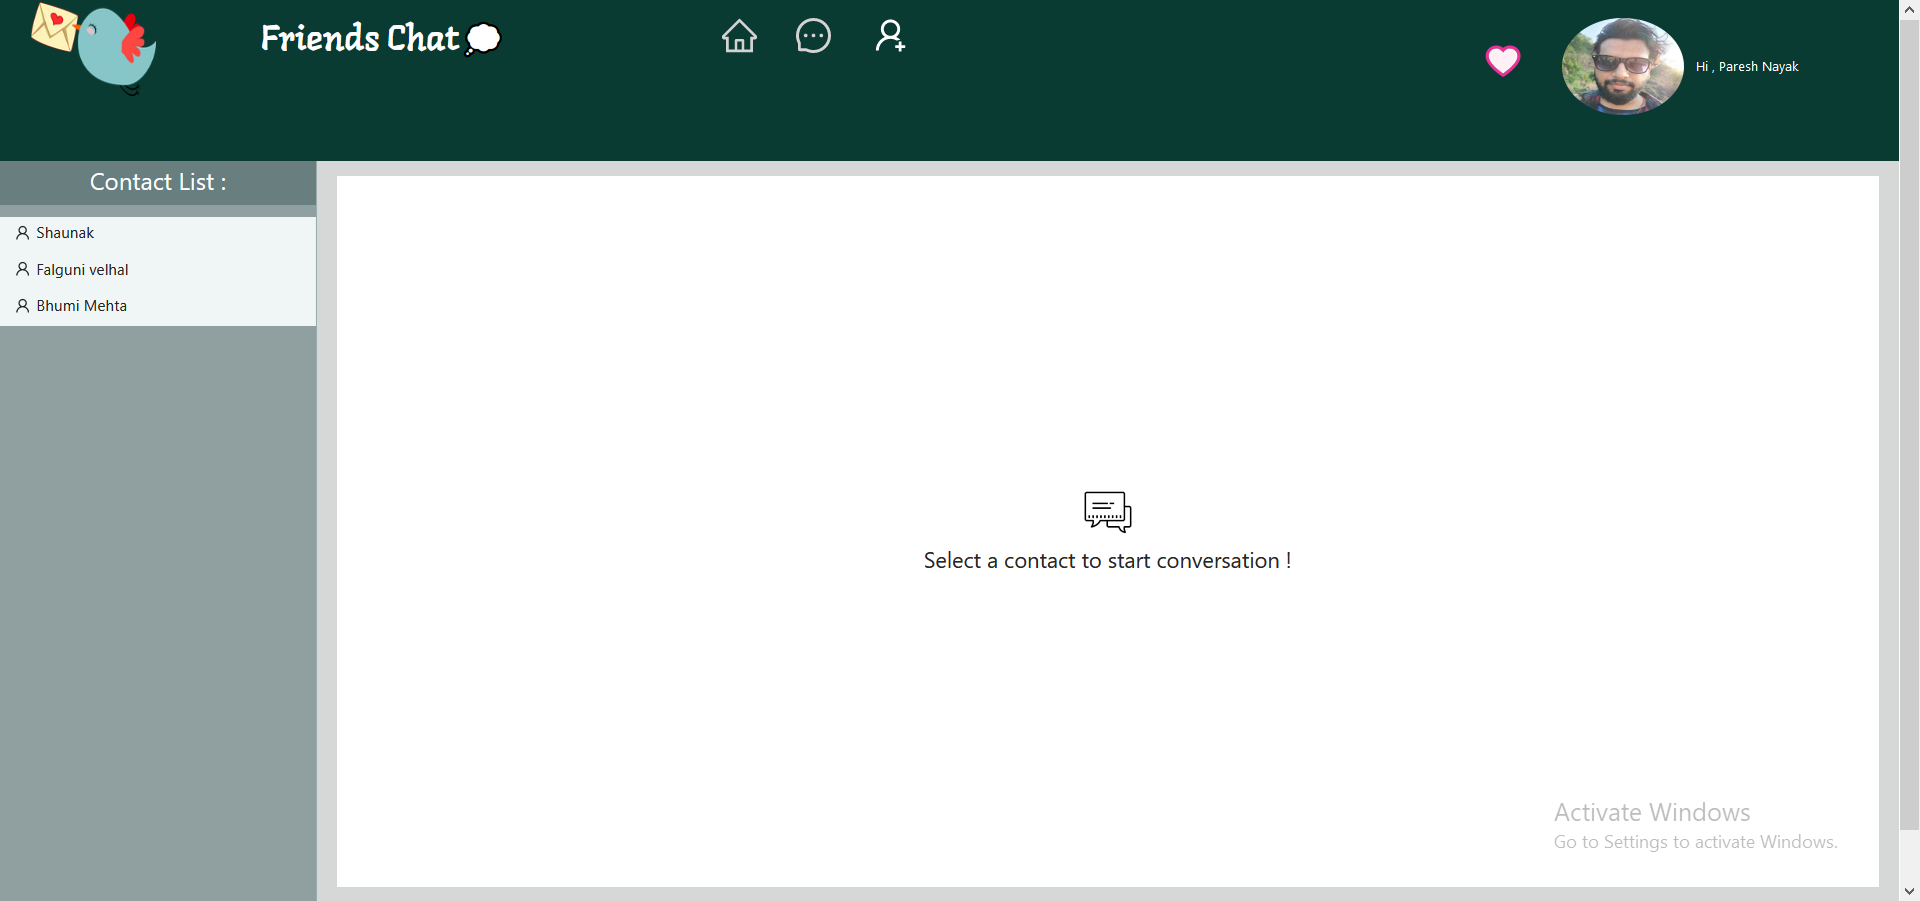 Friends Chat
Hi , Paresh Nayak
Contact List :
Shaunak
Falguni velhal
Bhumi Mehta
Select a contact to start conversation !
Activate Windows
Go to Settings to activate Windows.